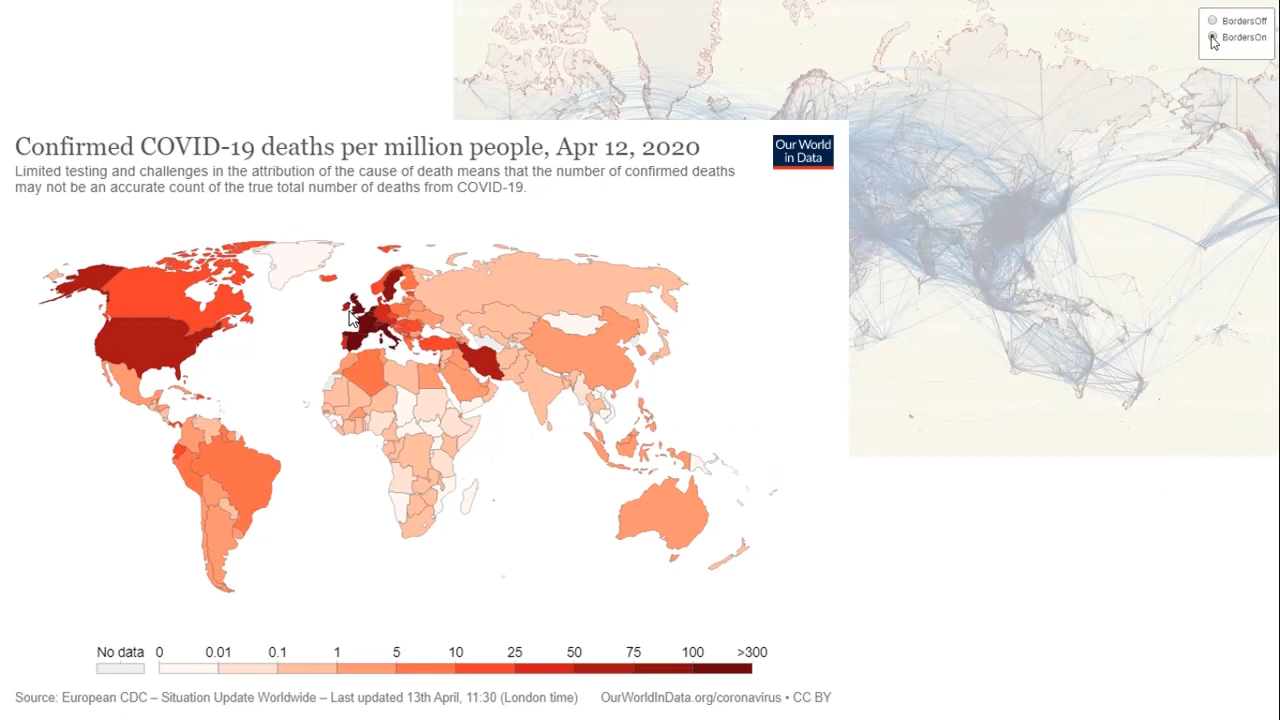 BordersOff
BordersOn
Confirmed COVID-19 deaths per million people, Apr 12, 2020
Our World
in Data
Limited testing and challenges in the attribution of the cause of death means that the number of confirmed deaths
may not be an accurate count of the true total number of deaths from COVID-19.
No data 0 0.01 0.1 1 5 10 25 50 75 100 >300
Source: European CDC – Situation Update Worldwide – Last updated 13th April, 11:30 (London time) OurWorldInData.org/coronavirus • CC BY